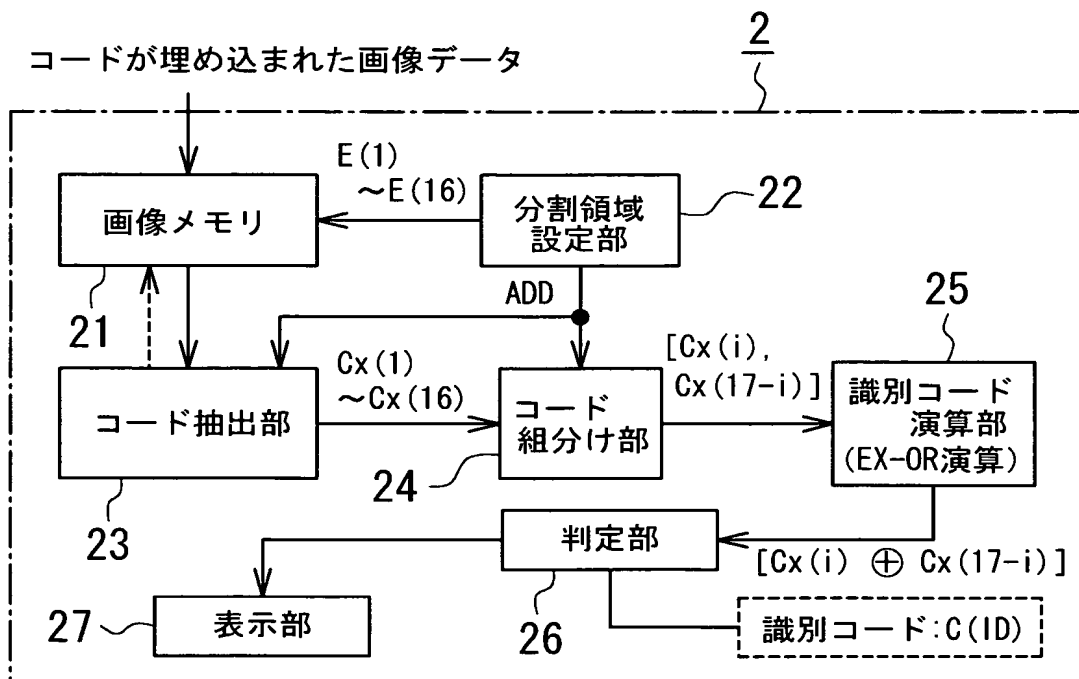 2
コードが埋め込まれた画像データ
E(1)
～E(16)
画像メモリ
分割領域
設定部
22
21
ADD
25
Cx(1)
～Cx(16)
[Cx(i),
Cx(17-i)]
コード抽出部
コード
組分け部
識別コード
演算部
(EX-OR演算)
23
24
判定部
[Cx(i) ⊕ Cx(17-i)]
27
表示部
26
識別コード:C(ID)